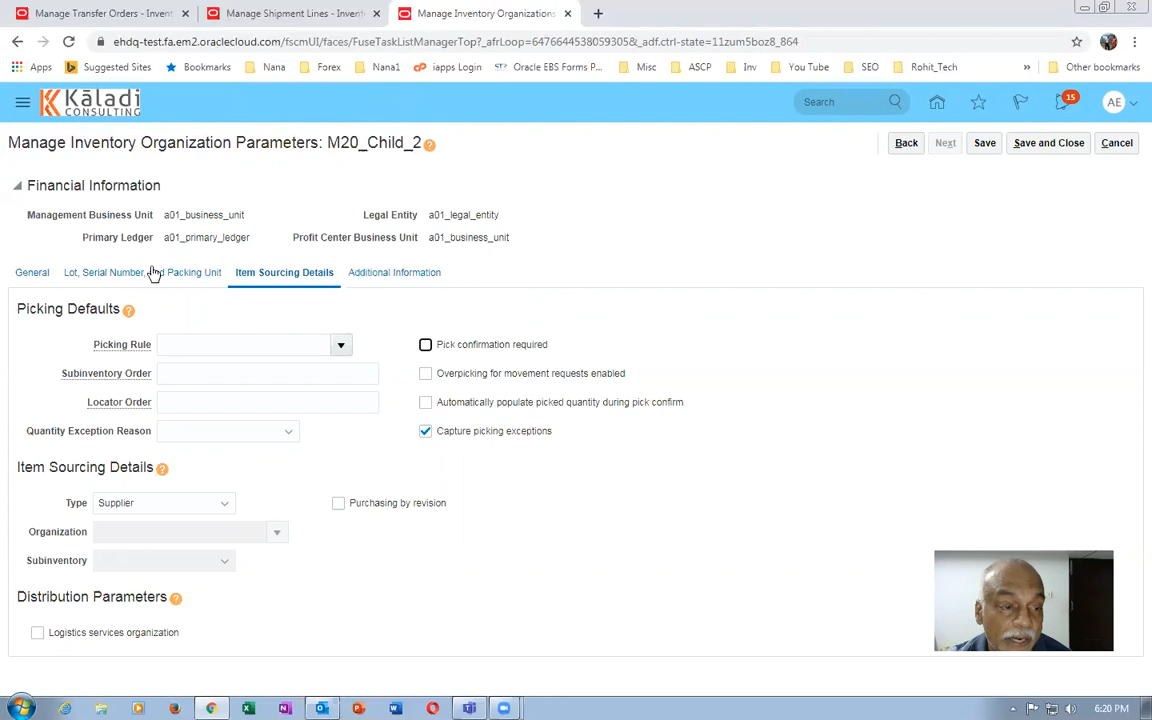 Manage Transfer Orders - Invent
Manage Shipment Lines - Invent
Manage Inventory Organizations
ehdq-test.fa.em2.oraclecloud.com/fscmUI/faces/FuseTaskListManagerTop?_afrLoop=6476644538059305&_adf.ctrl-state=11zum5boz8_864
Apps Suggested Sites Bookmarks Nana Forex Nana1 iapps Login Oracle EBS Forms P... Misc ASCP Inv You Tube SEO Rohit_Tech » Other bookmarks
Kaladi CONSULTING Search 15 AE
Manage Inventory Organization Parameters: M20_Child_2 Back Next Save Save and Close Cancel
Financial Information
Management Business Unit a01_business_unit Legal Entity a01_legal_entity
Primary Ledger a01_primary_ledger Profit Center Business Unit a01_business_unit
General Lot, Serial Number, Packing Unit Item Sourcing Details Additional Information
Picking Defaults
Picking Rule Pick confirmation required
Subinventory Order Overpicking for movement requests enabled
Locator Order Automatically populate picked quantity during pick confirm
Quantity Exception Reason Capture picking exceptions
Item Sourcing Details
Type Supplier Purchasing by revision
Organization
Subinventory
Distribution Parameters
Logistics services organization
6:20 PM